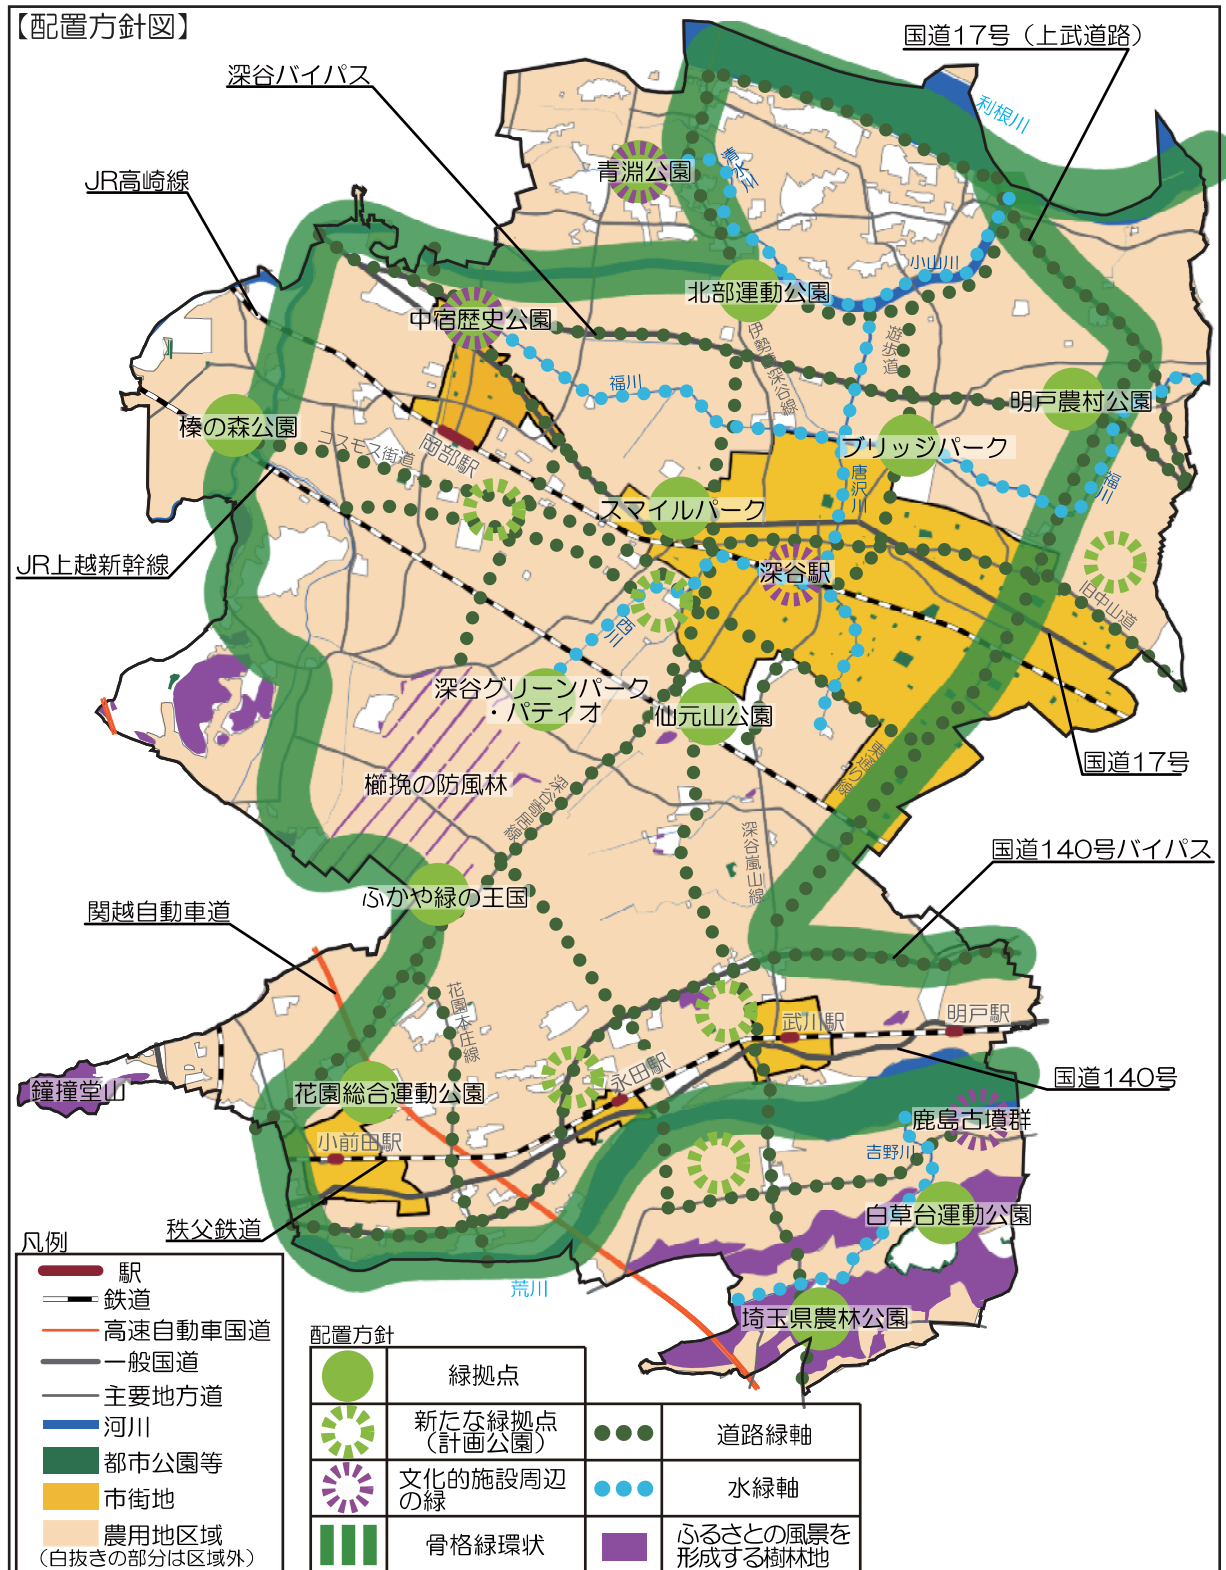 【配置方針図】
国道17号（上武道路）
深谷バイパス
利根川
JR高崎線
青淵公園
清水川
小山川
北部運動公園
中宿歴史公園
遊歩道
福川
明戸農村公園
榛の森公園
コスモス街道
岡部駅
ブリッジパーク
唐沢川
福川
スマイルパーク
JR上越新幹線
深谷駅
旧中山道
西川
深谷グリーンパーク
・パティオ
仙元山公園
国道17号
櫛挽の防風林
深谷嵐山線
国道140号バイパス
ふかや緑の王国
関越自動車道
花園本庄線
武川駅
明戸駅
永田駅
国道140号
鐘撞堂山
花園総合運動公園
鹿島古墳群
小前田駅
吉野川
白草台運動公園
秩父鉄道
荒川
埼玉県農林公園
凡例
駅
鉄道
高速自動車国道
一般国道
主要地方道
河川
都市公園等
市街地
農用地区域
（白抜きの部分は区域外）
配置方針
緑拠点
新たな緑拠点
（計画公園）
道路緑軸
文化的施設周辺
の緑
水緑軸
骨格緑環状
ふるさとの風景を
形成する樹林地